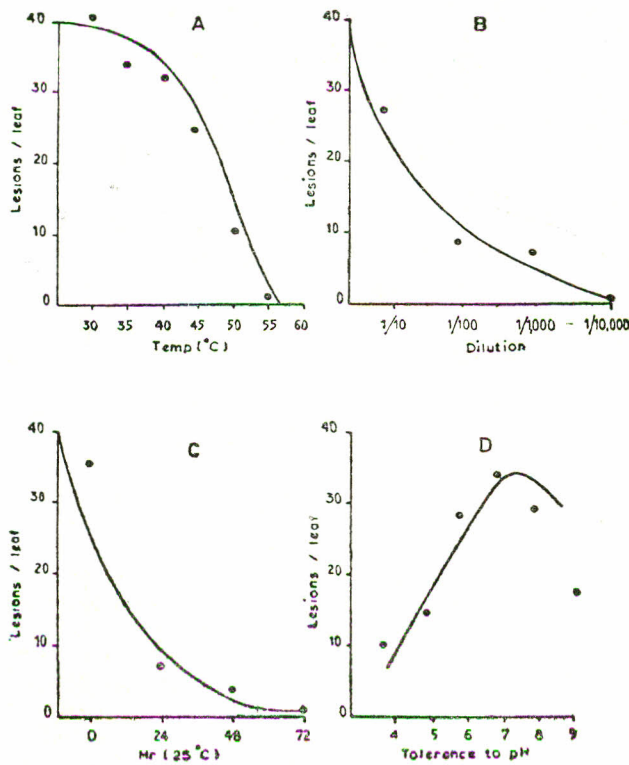 A
Lesions / leaf
40
30
20
10
0
30 35 40 45 50 55 60
Temp (°C)
B
Lesions / leaf
40
30
20
10
0
1/10 1/100 1/1,000 - 1/10,000
Dilution
C
Lesions / leaf
40
30
20
10
0
0 24 48 72
Hr (25°C)
D
Lesions / leaf
40
30
20
10
0
4 5 6 7 8 9
Tolerance to pH